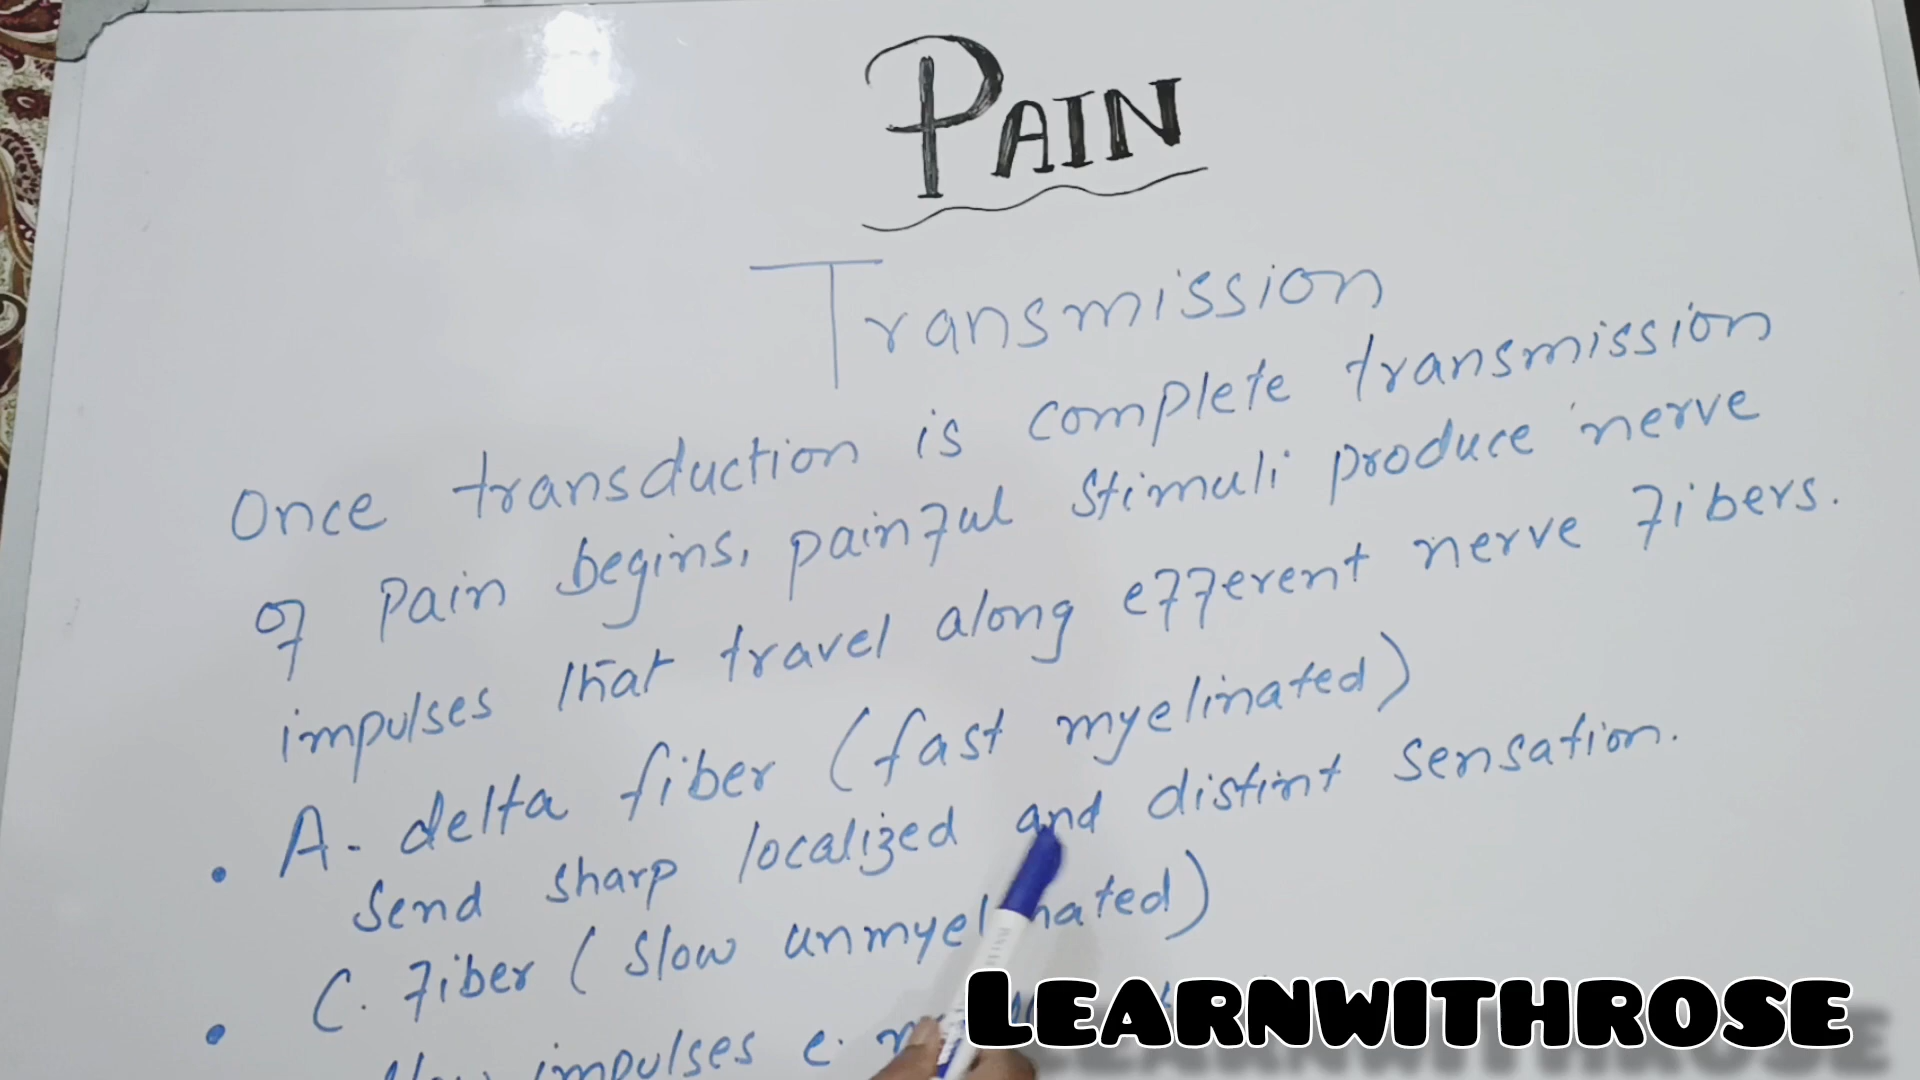 PAIN
Transmission
Once transduction is complete transmission
of Pain begins, painful stimuli produce nerve
impulses that travel along efferent nerve fibers.
• A- delta fiber (fast myelinated)
Send sharp localized and distint sensation.
• C. fiber (slow unmyelinated)
impulses
LEARNWITHROSE